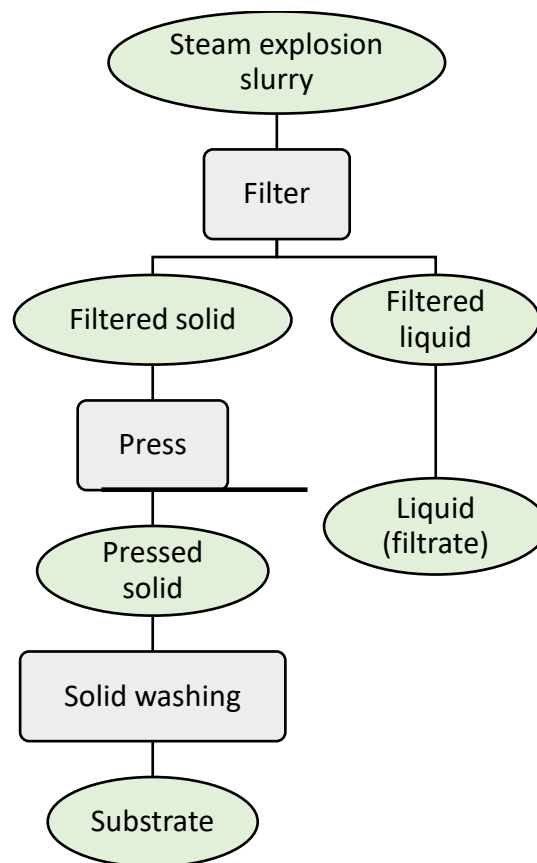 Steam explosion
slurry
Filter
Filtered solid
Filtered
liquid
Press
Liquid
(filtrate)
Pressed
solid
Solid washing
Substrate